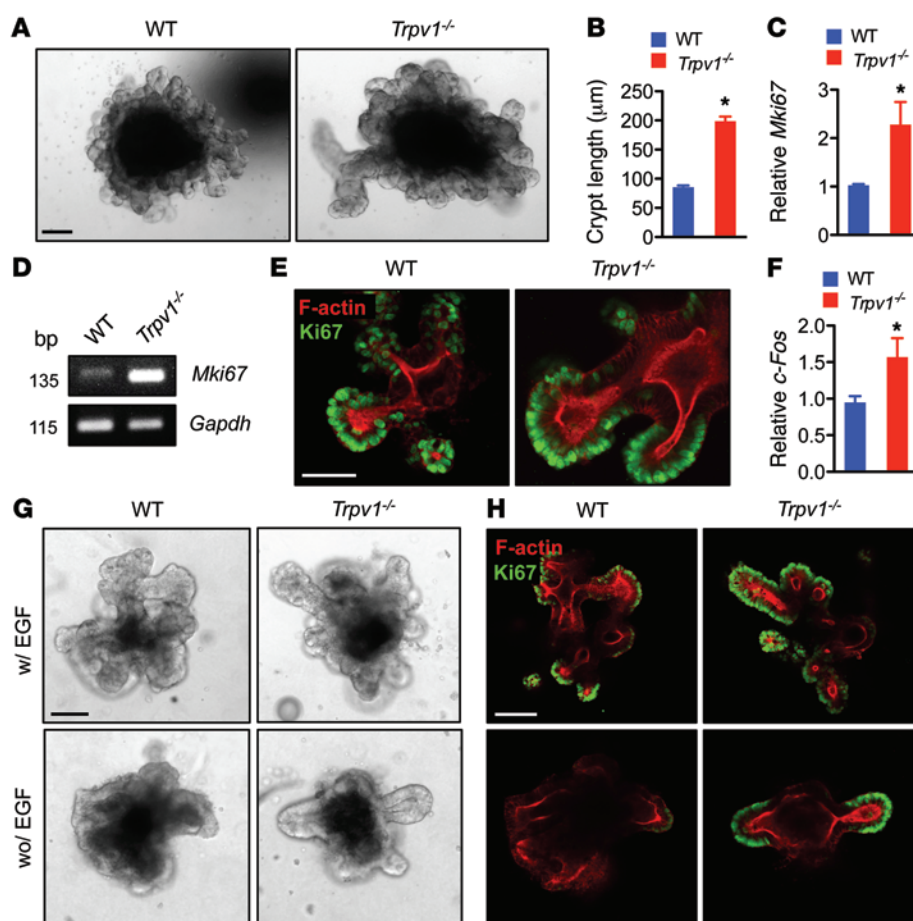 A
WT
Trpv1-/-
B
WT
Trpv1-/-
*
Crypt length (μm)
250
200
150
100
50
0
C
WT
Trpv1-/-
*
Relative Mki67
3
2
1
0
D
bp
WT
Trpv1-/-
135
Mki67
115
Gapdh
E
WT
Trpv1-/-
F-actin
Ki67
F
WT
Trpv1-/-
*
Relative c-Fos
2.0
1.5
1.0
0.5
0.0
G
WT
Trpv1-/-
w/ EGF
wo/ EGF
H
WT
Trpv1-/-
F-actin
Ki67